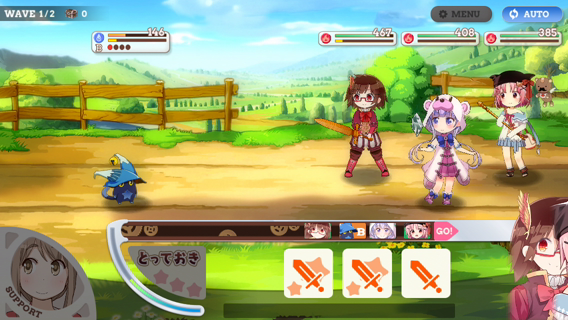 WAVE 1/2 0
MENU
AUTO
146
B
467
408
385
B
GO!
とっておき
SUPPORT